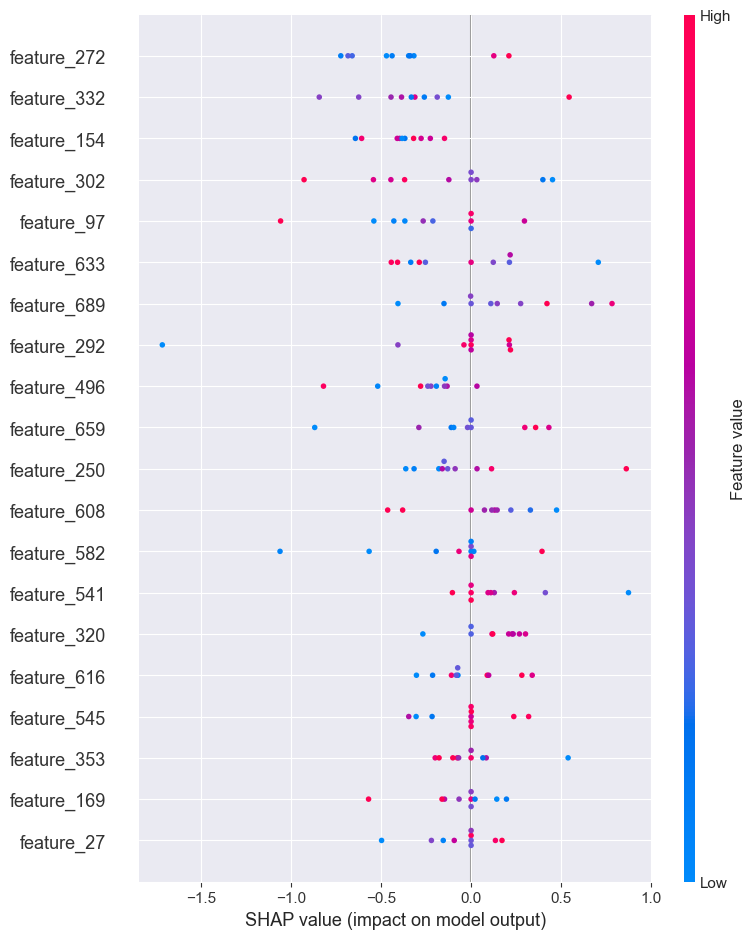 High
feature_272
feature_332
feature_154
feature_302
feature_97
feature_633
feature_689
feature_292
feature_496
feature_659
feature_250
feature_608
feature_582
feature_541
feature_320
feature_616
feature_545
feature_353
feature_169
feature_27
Feature value
Low
−1.5 −1.0 −0.5 0.0 0.5 1.0
SHAP value (impact on model output)